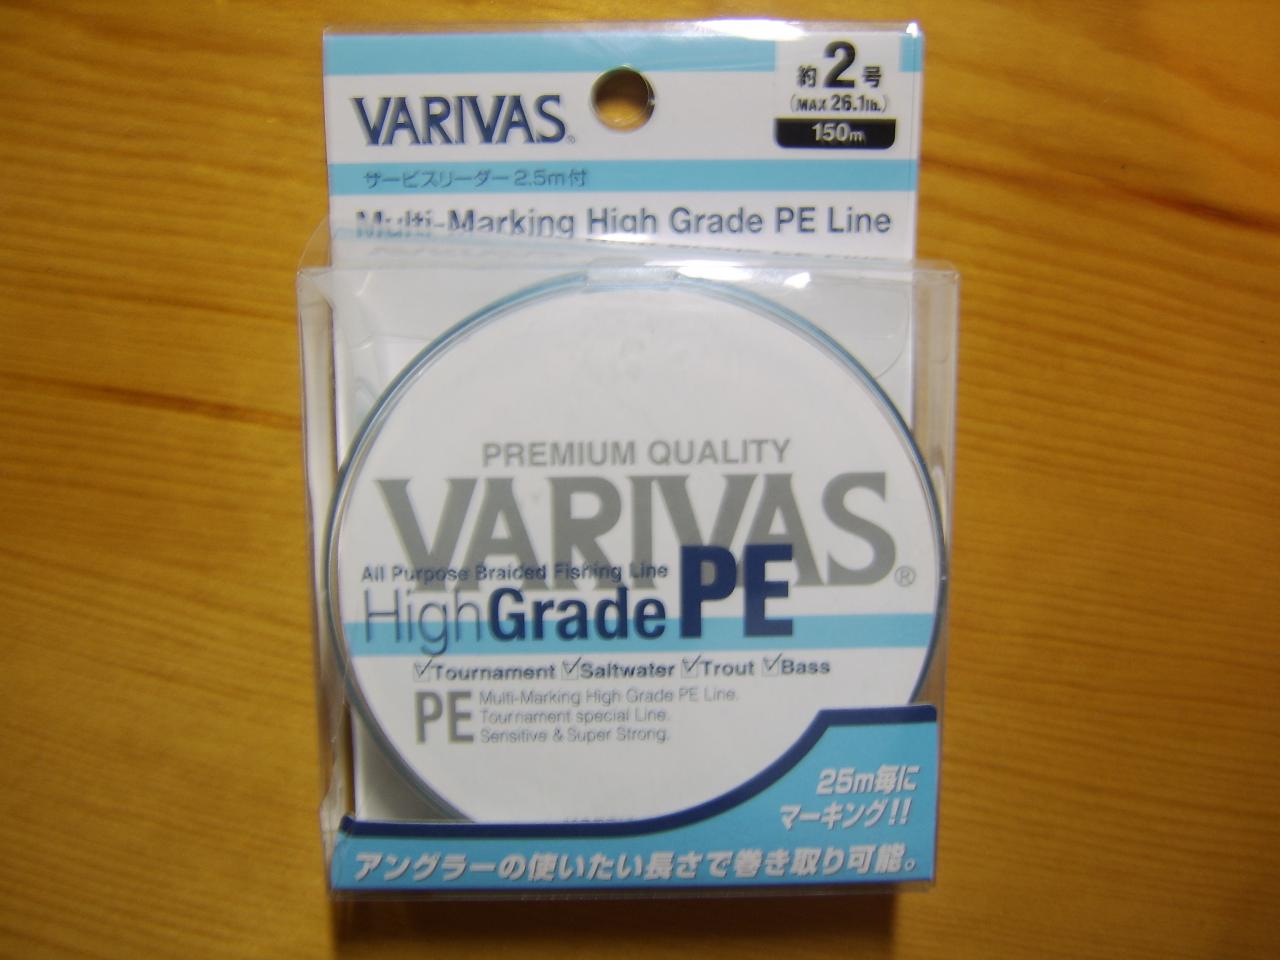 約2号
(MAX 26.1lb.)
150m
VARIVAS®
サービスリーダー2.5m付
Multi-Marking High Grade PE Line
PREMIUM QUALITY
VARIVAS®
All Purpose Braided Fishing Line
HighGrade PE
☑Tournament ☑Saltwater ☑Trout ☑Bass
PE
Multi-Marking High Grade PE Line.
Tournament special Line.
Sensitive & Super Strong.
25m毎に
マーキング!!
アングラーの使いたい長さで巻き取り可能。